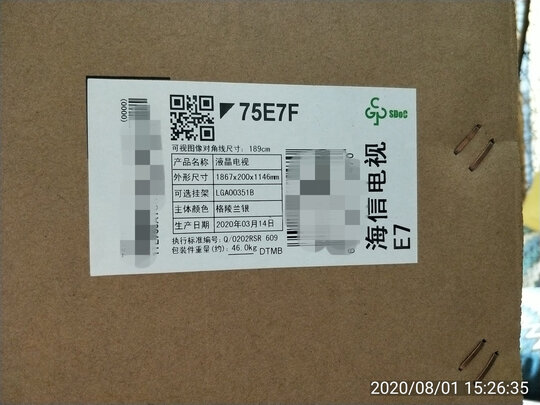 75E7F
SDoC
可视图像对角线尺寸: 189cm
产品名称 液晶电视
外形尺寸 1867x200x1146mm
可选挂架 LGA00351B
主体颜色 格陵兰银
生产日期 2020年03月14日
执行标准编号: Q/0202RSR 609
包装件重量(约): 46.0kg DTMB
海信电视
E7
(0000)
2020/08/01 15:26:35